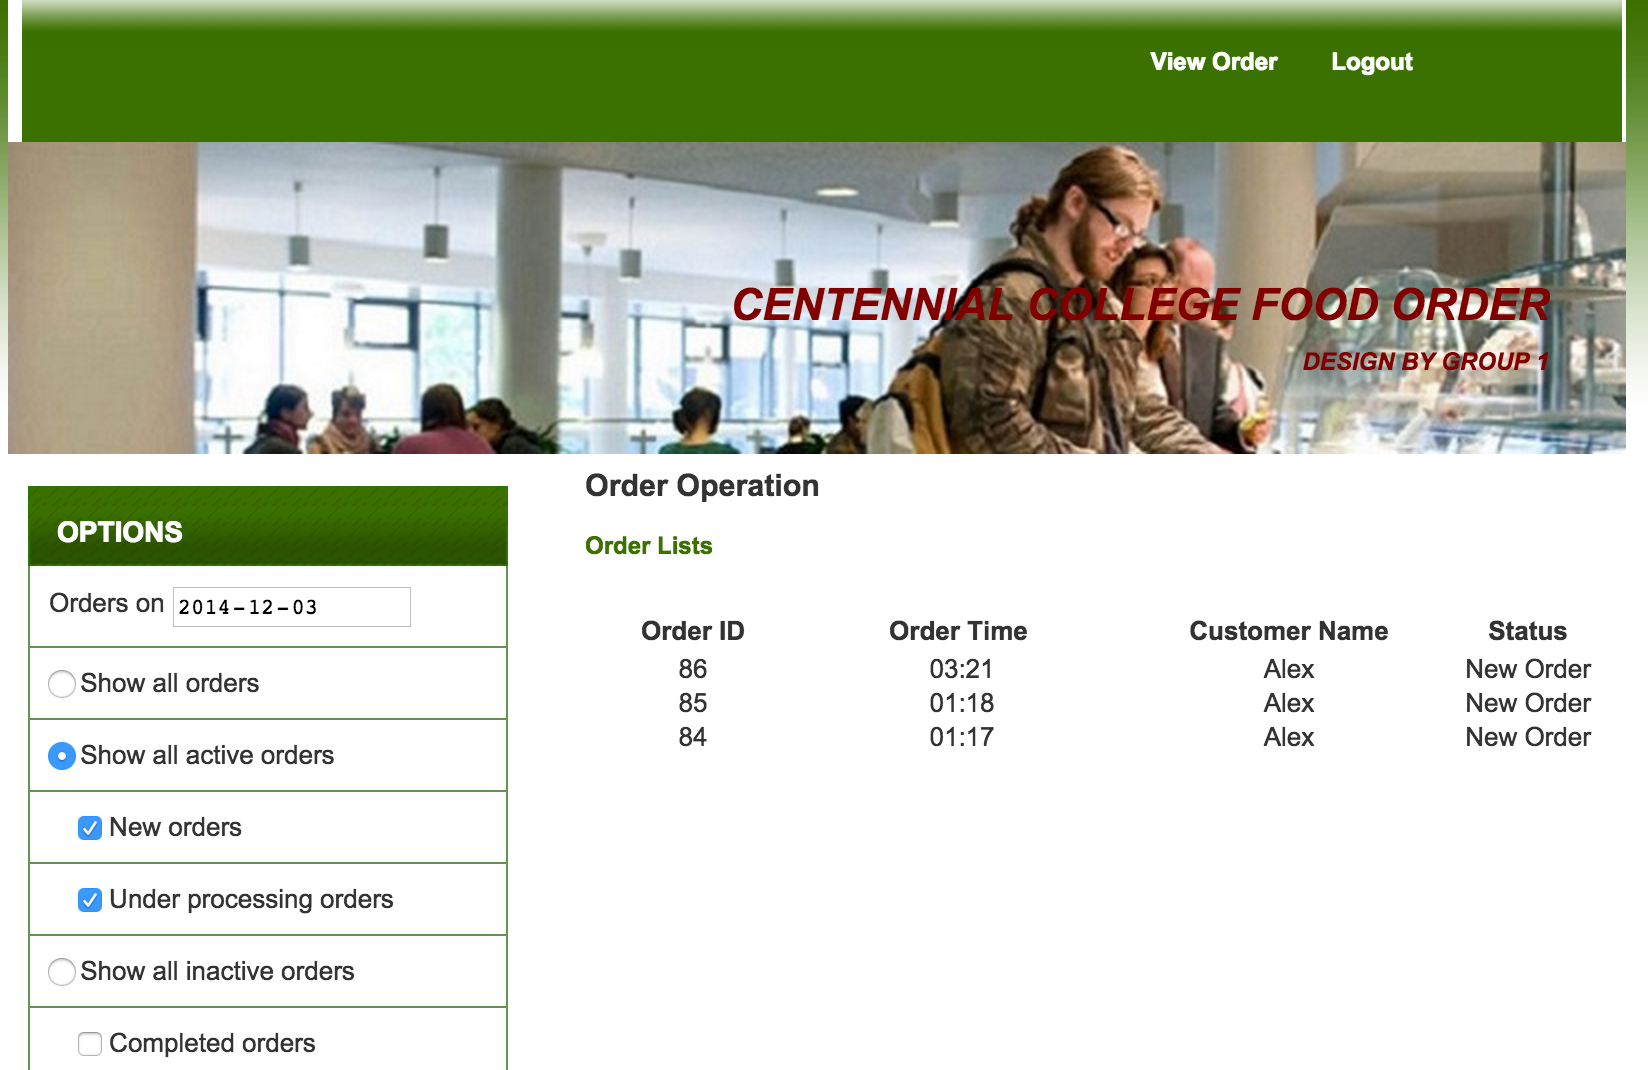 View Order Logout
CENTENNIAL COLLEGE FOOD ORDER
DESIGN BY GROUP 1
OPTIONS
Orders on 2014-12-03
Show all orders
Show all active orders
New orders
Under processing orders
Show all inactive orders
Completed orders
Order Operation
Order Lists
Order ID Order Time Customer Name Status
86 03:21 Alex New Order
85 01:18 Alex New Order
84 01:17 Alex New Order